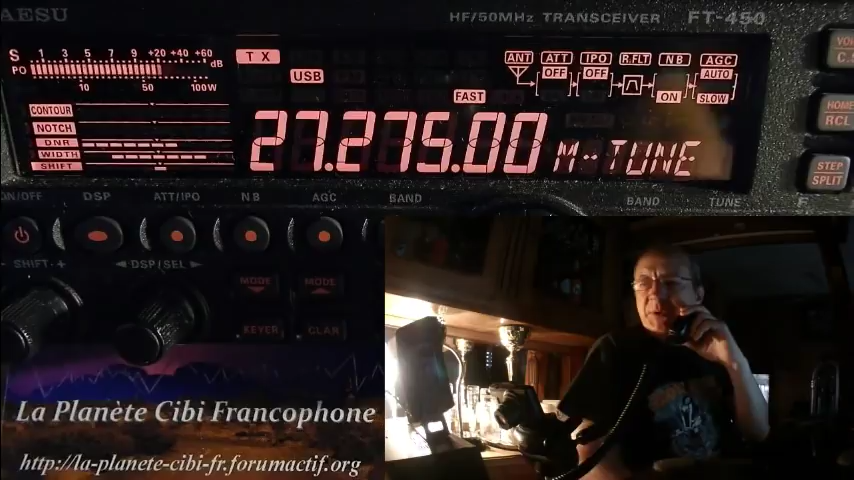 AESU HF/50MHz TRANSCEIVER FT-450
S 1 3 5 7 9 +20 +40 +60 dB
PO 10 50 100W
TX
USB
FAST
ANT ATT IPO R.FLT NB AGC
OFF OFF AUTO
ON SLOW
CONTOUR
NOTCH
DNR
WIDTH
SHIFT
27.275.00 M-TUNE
HOME
RCL
STEP
SPLIT
ON/OFF DSP ATT/IPO NB AGC BAND BAND TUNE F
SHIFT-+ ◄DSP/SEL►
MODE MODE
KEYER CLAR
La Planète Cibi Francophone
http://la-planete-cibi-fr.forumactif.org